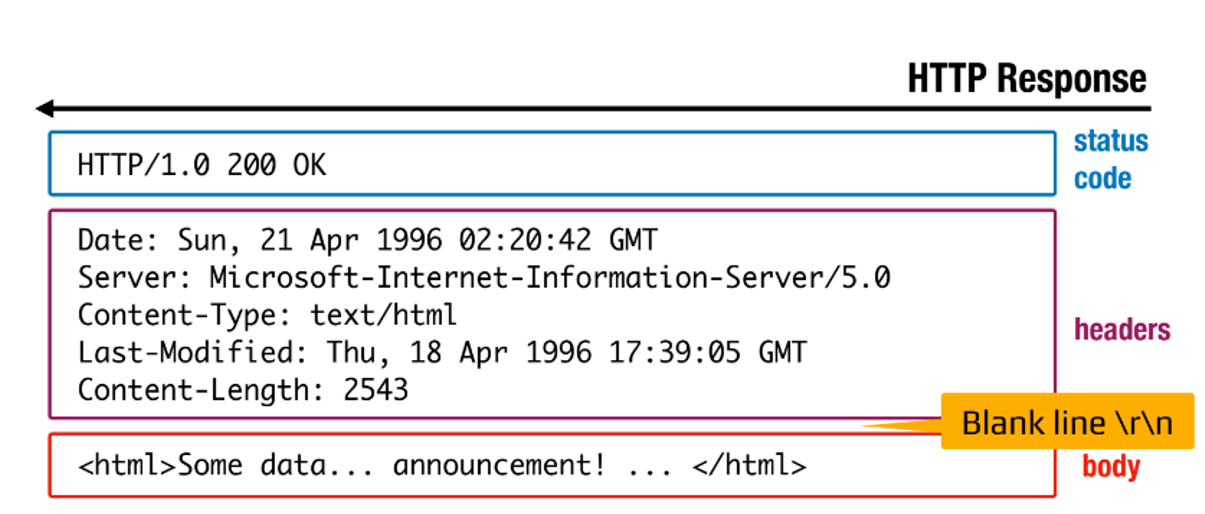 HTTP Response
HTTP/1.0 200 OK
status
code
Date: Sun, 21 Apr 1996 02:20:42 GMT
Server: Microsoft-Internet-Information-Server/5.0
Content-Type: text/html
Last-Modified: Thu, 18 Apr 1996 17:39:05 GMT
Content-Length: 2543
headers
Blank line \r\n
<html>Some data... announcement! ... </html>
body